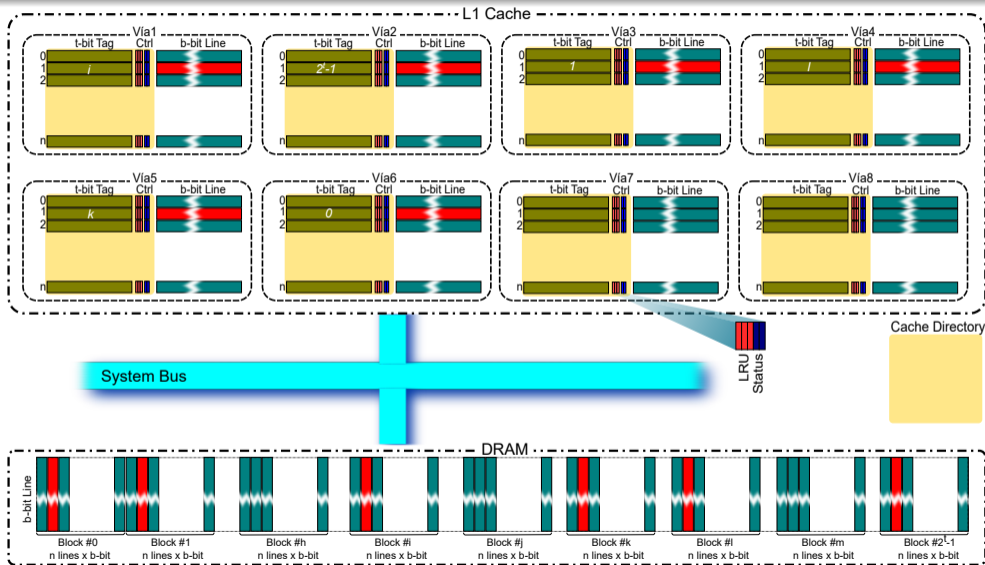 L1 Cache
Vía1
t-bit Tag Ctrl b-bit Line
0
1
2
n
i
Vía2
t-bit Tag Ctrl b-bit Line
0
1
2
n
2^t-1
Vía3
t-bit Tag Ctrl b-bit Line
0
1
2
n
1
Vía4
t-bit Tag Ctrl b-bit Line
0
1
2
n
l
Vía5
t-bit Tag Ctrl b-bit Line
0
1
2
n
k
Vía6
t-bit Tag Ctrl b-bit Line
0
1
2
n
0
Vía7
t-bit Tag Ctrl b-bit Line
0
1
2
n
Vía8
t-bit Tag Ctrl b-bit Line
0
1
2
n
LRU
Status
Cache Directory
System Bus
DRAM
b-bit Line
Block #0
n lines x b-bit
Block #1
n lines x b-bit
Block #h
n lines x b-bit
Block #i
n lines x b-bit
Block #j
n lines x b-bit
Block #k
n lines x b-bit
Block #l
n lines x b-bit
Block #m
n lines x b-bit
Block #2^t-1
n lines x b-bit